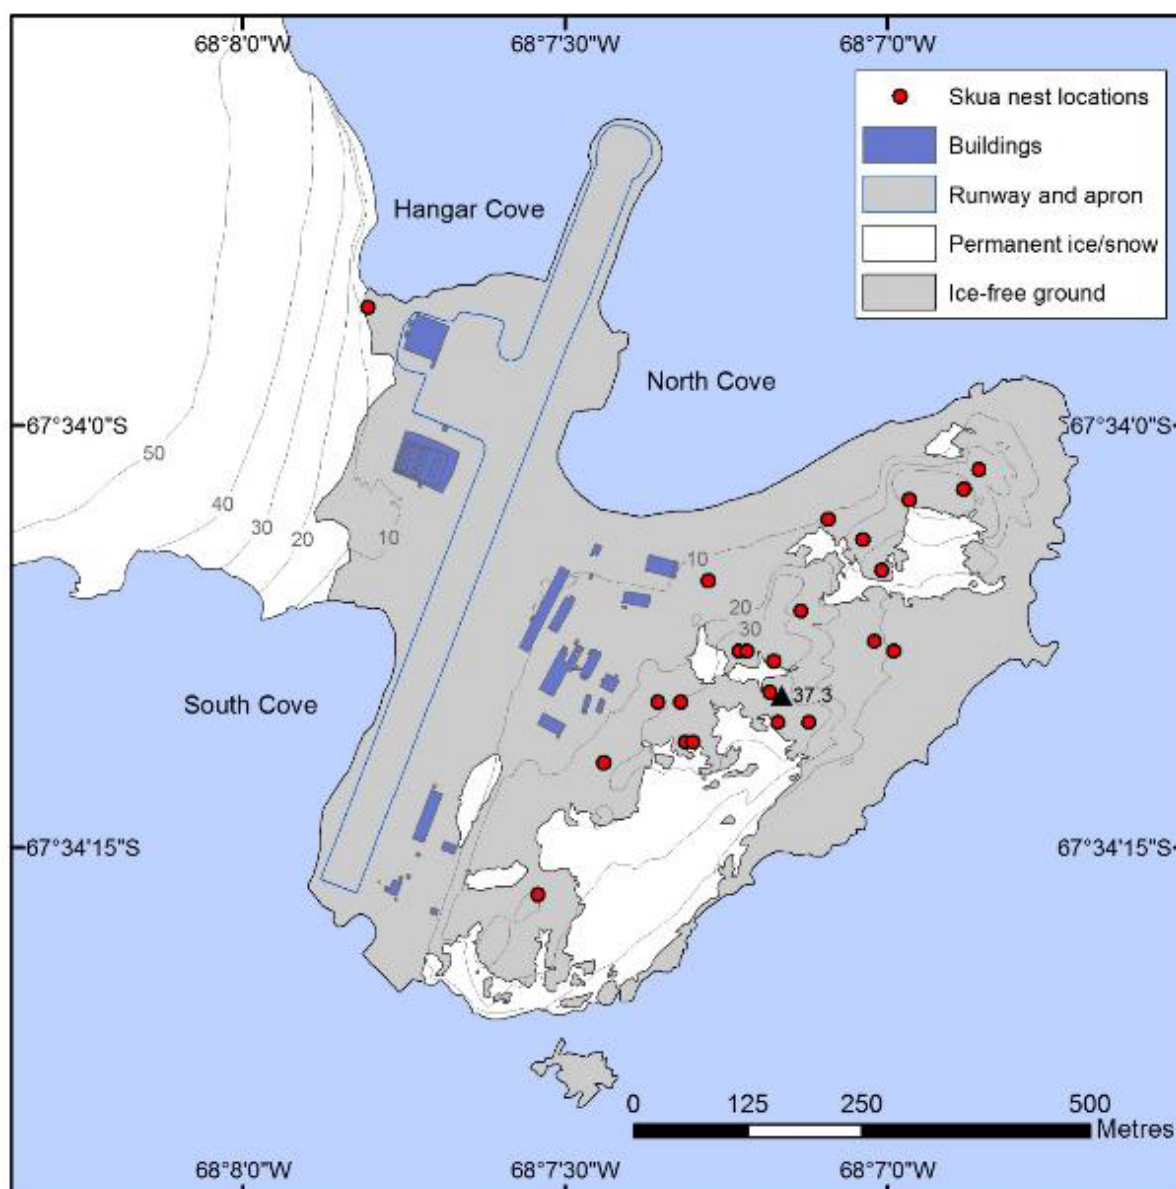 68°8'0"W
68°7'30"W
68°7'0"W
Skua nest locations
Buildings
Runway and apron
Permanent ice/snow
Ice-free ground
Hangar Cove
North Cove
67°34'0"S
67°34'0"S
50
40
30
20
10
10
20
30
37.3
South Cove
67°34'15"S
67°34'15"S
0
125
250
500
Metres
68°8'0"W
68°7'30"W
68°7'0"W